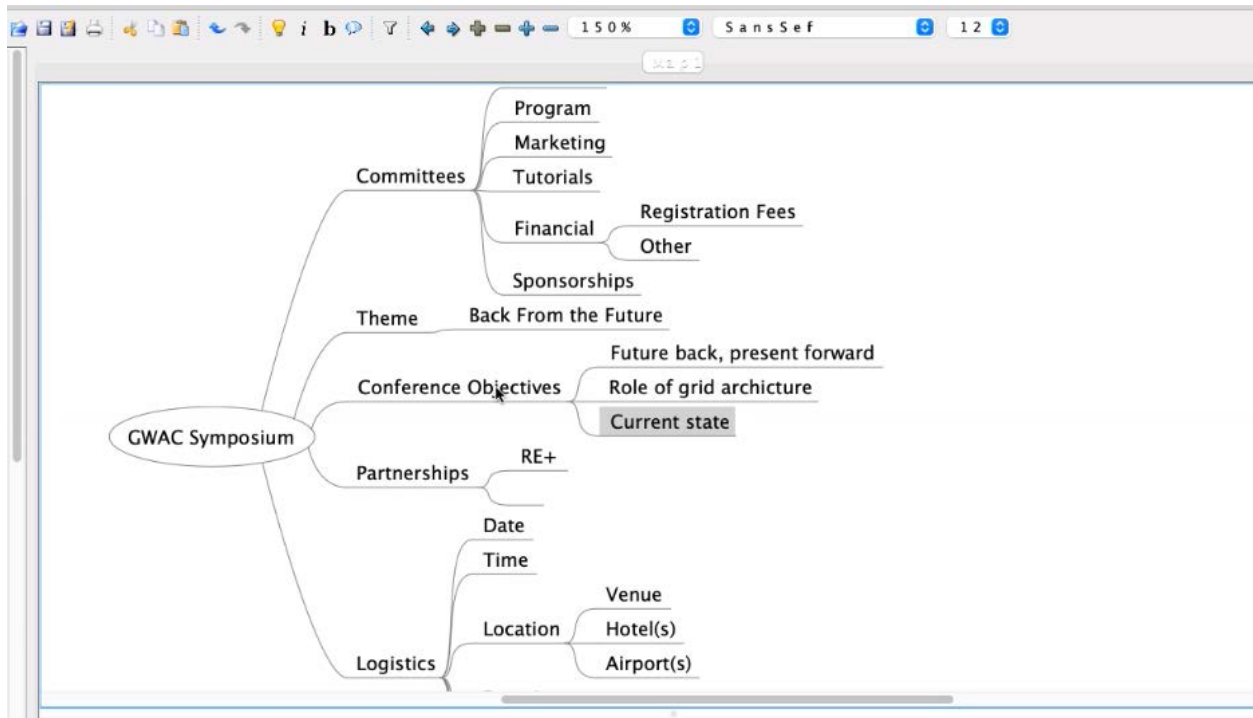 i b 150% SansSef 12
Map1
Program
Marketing
Committees
Tutorials
Registration Fees
Financial
Other
Sponsorships
Theme
Back From the Future
Future back, present forward
Conference Objectives
Role of grid archicture
Current state
GWAC Symposium
RE+
Partnerships
Date
Time
Venue
Location
Hotel(s)
Logistics
Airport(s)